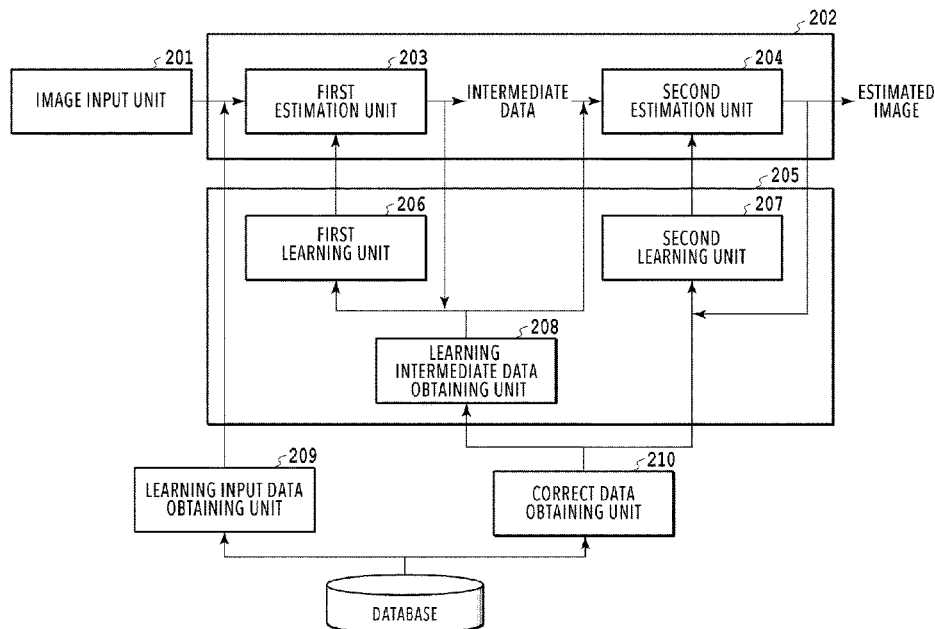 202
201
IMAGE INPUT UNIT
203
FIRST
ESTIMATION UNIT
INTERMEDIATE
DATA
204
SECOND
ESTIMATION UNIT
ESTIMATED
IMAGE
205
206
FIRST
LEARNING UNIT
207
SECOND
LEARNING UNIT
208
LEARNING
INTERMEDIATE DATA
OBTAINING UNIT
209
LEARNING INPUT DATA
OBTAINING UNIT
210
CORRECT DATA
OBTAINING UNIT
DATABASE